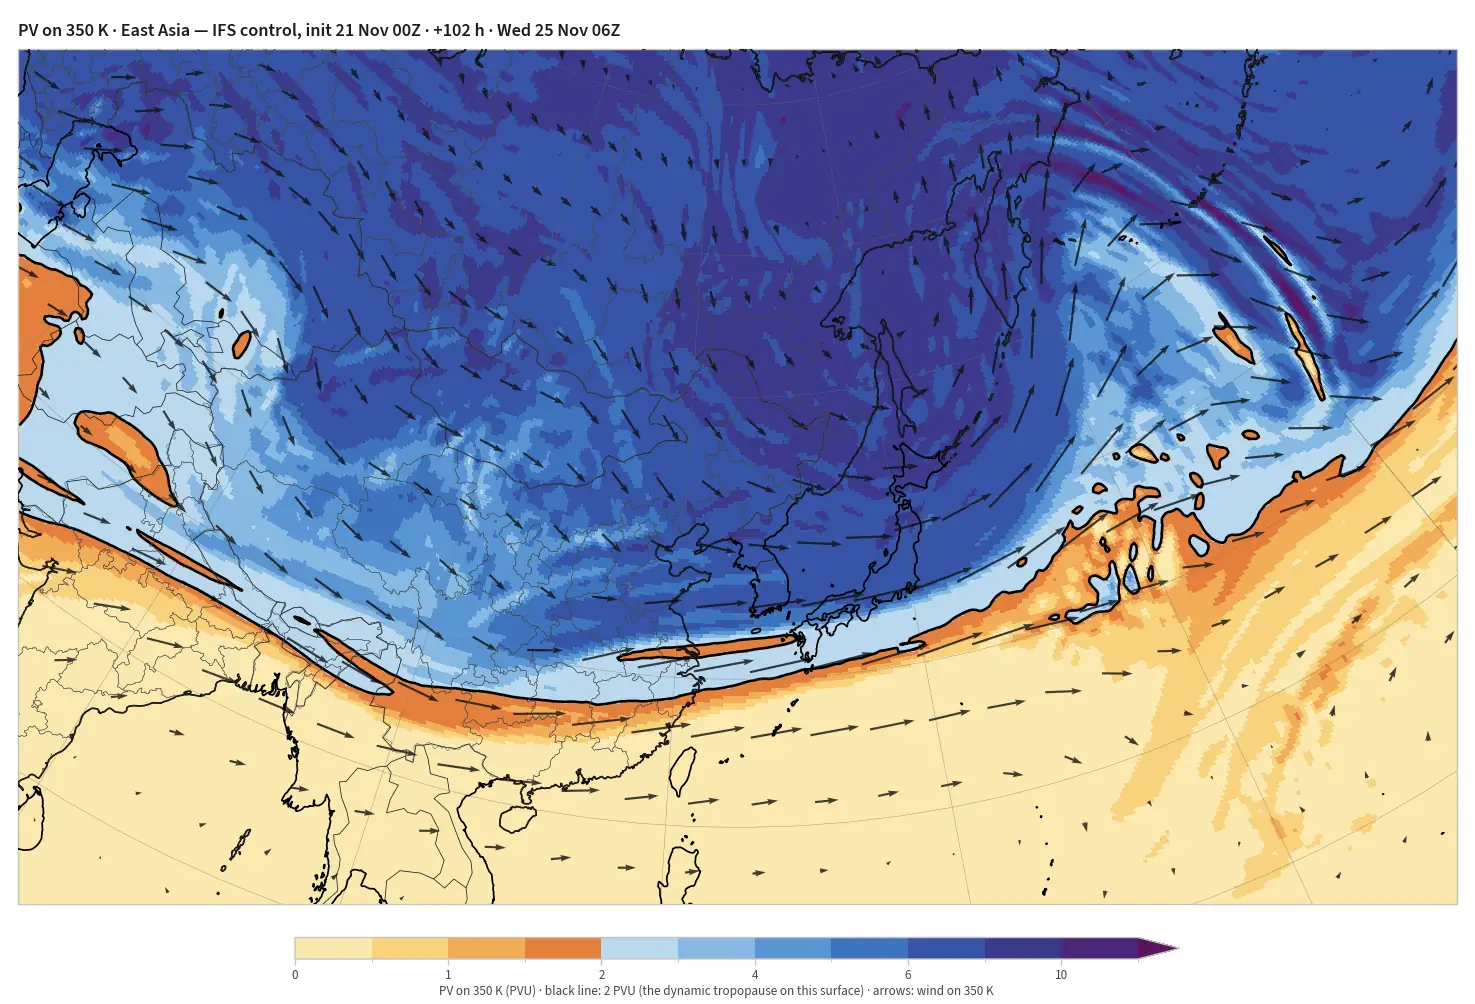 PV on 350 K · East Asia — IFS control, init 21 Nov 00Z · +102 h · Wed 25 Nov 06Z
0 1 2 4 6 10
PV on 350 K (PVU) · black line: 2 PVU (the dynamic tropopause on this surface) · arrows: wind on 350 K